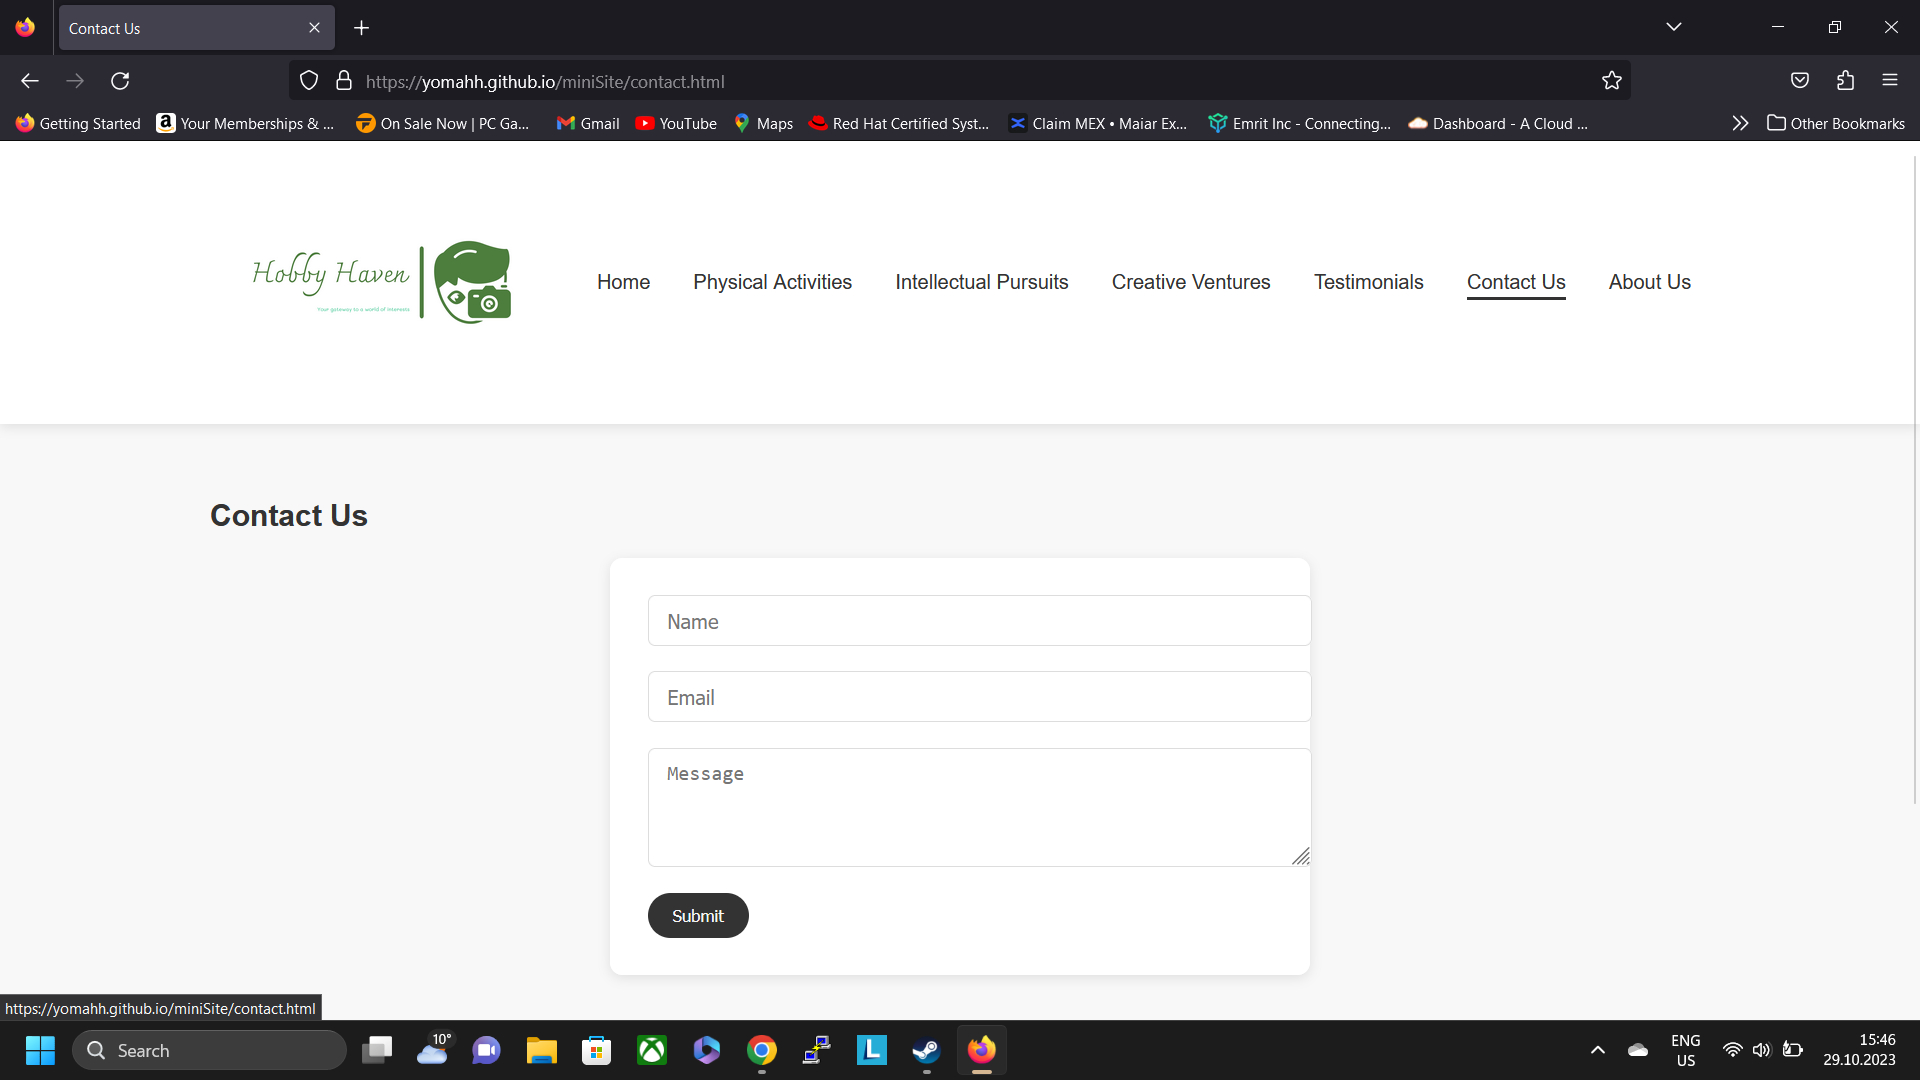 Contact Us
https://yomahh.github.io/miniSite/contact.html
Getting Started
Your Memberships & ...
On Sale Now | PC Ga...
Gmail
YouTube
Maps
Red Hat Certified Syst...
Claim MEX • Maiar Ex...
Emrit Inc - Connecting...
Dashboard - A Cloud ...
Other Bookmarks
Hobby Haven
Your gateway to a world of interests
Home
Physical Activities
Intellectual Pursuits
Creative Ventures
Testimonials
Contact Us
About Us
Contact Us
Name
Email
Message
Submit
https://yomahh.github.io/miniSite/contact.html
Search
10°
L
ENG
US
15:46
29.10.2023